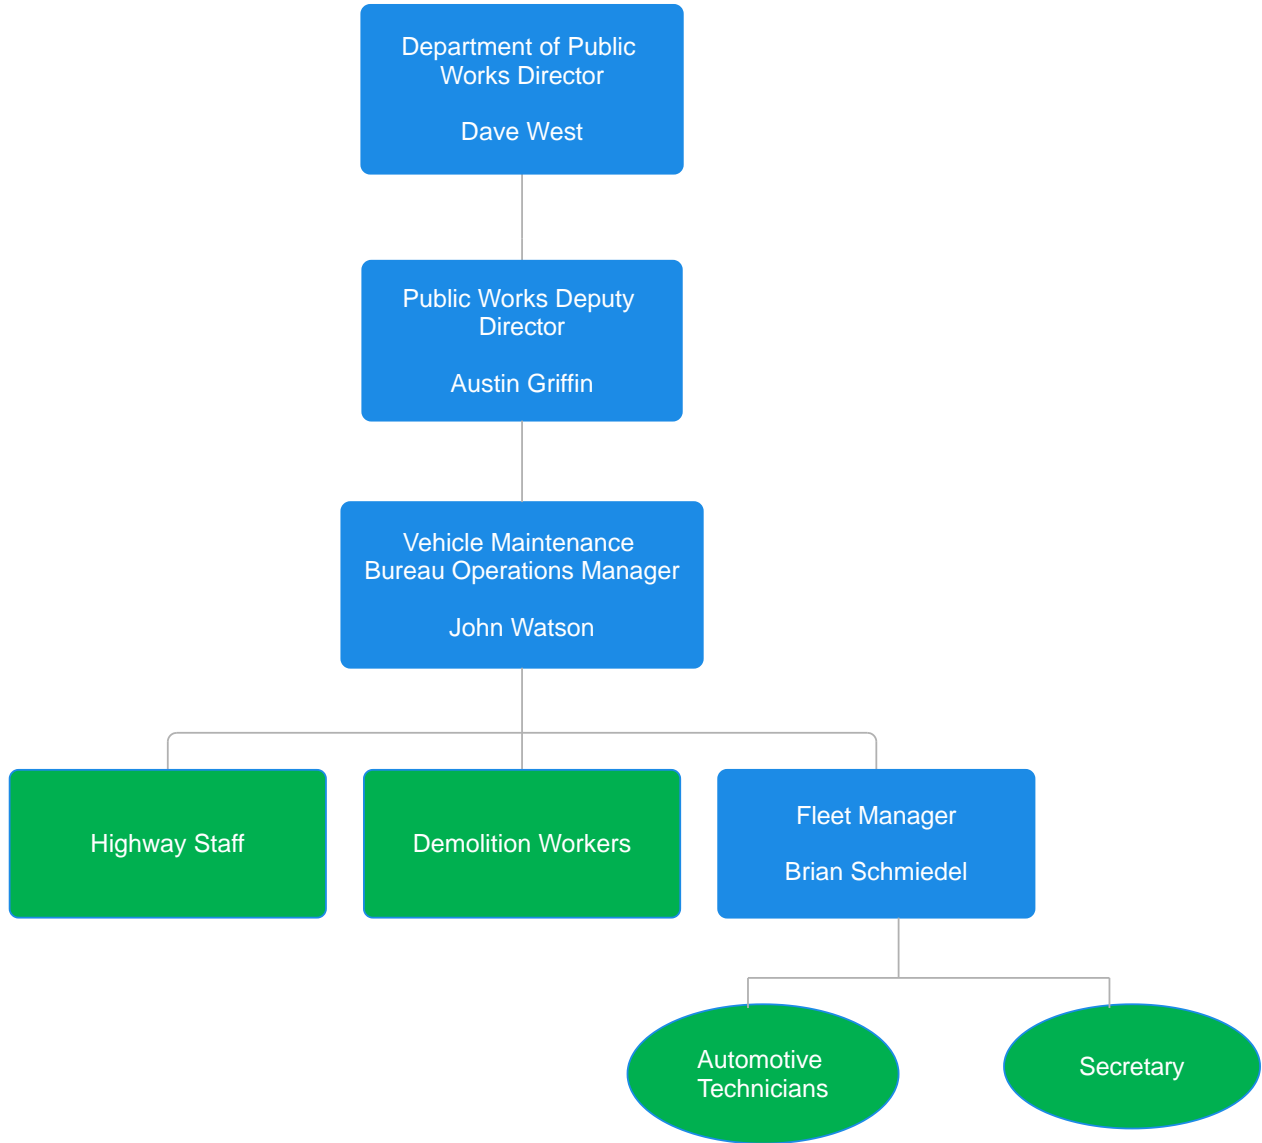 Department of Public
Works Director
Dave West
Public Works Deputy
Director
Austin Griffin
Vehicle Maintenance
Bureau Operations Manager
John Watson
Highway Staff
Demolition Workers
Fleet Manager
Brian Schmiedel
Automotive
Technicians
Secretary